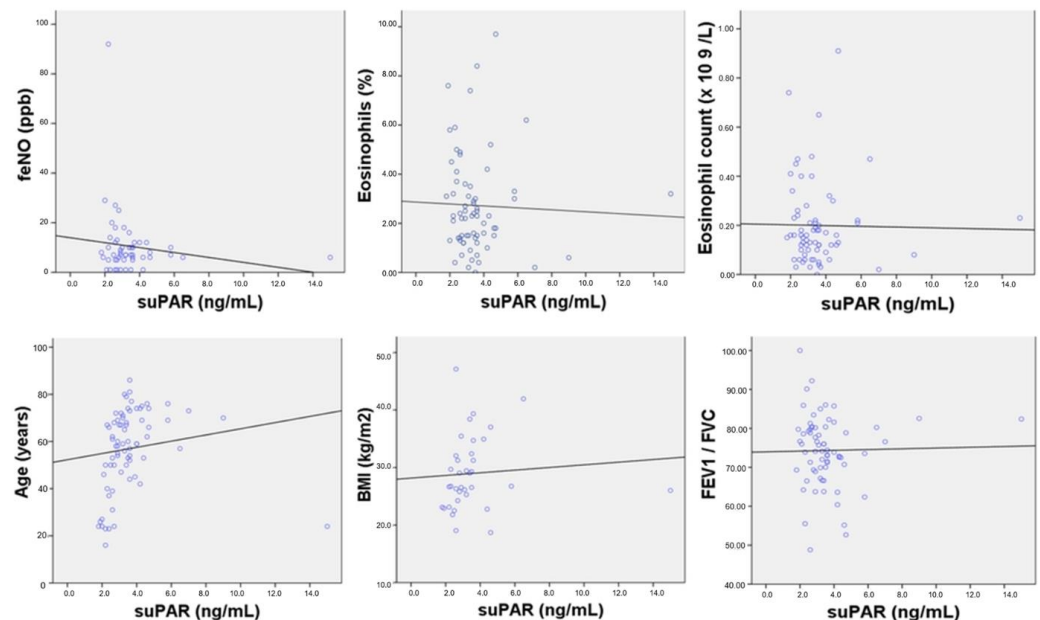 feNO (ppb)
100
80
60
40
20
0
0.0 2.0 4.0 6.0 8.0 10.0 12.0 14.0
suPAR (ng/mL)
Eosinophils (%)
10.00
8.00
6.00
4.00
2.00
0.00
0.0 2.0 4.0 6.0 8.0 10.0 12.0 14.0
suPAR (ng/mL)
Eosinophil count (x 10 9 /L)
1.00
0.80
0.60
0.40
0.20
0.00
0.0 2.0 4.0 6.0 8.0 10.0 12.0 14.0
suPAR (ng/mL)
Age (years)
100
80
60
40
20
0
0.0 2.0 4.0 6.0 8.0 10.0 12.0 14.0
suPAR (ng/mL)
BMI (kg/m2)
50.0
40.0
30.0
20.0
10.0
0.0 2.0 4.0 6.0 8.0 10.0 12.0 14.0
suPAR (ng/mL)
FEV1 / FVC
100.00
90.00
80.00
70.00
60.00
50.00
40.00
0.0 2.0 4.0 6.0 8.0 10.0 12.0 14.0
suPAR (ng/mL)